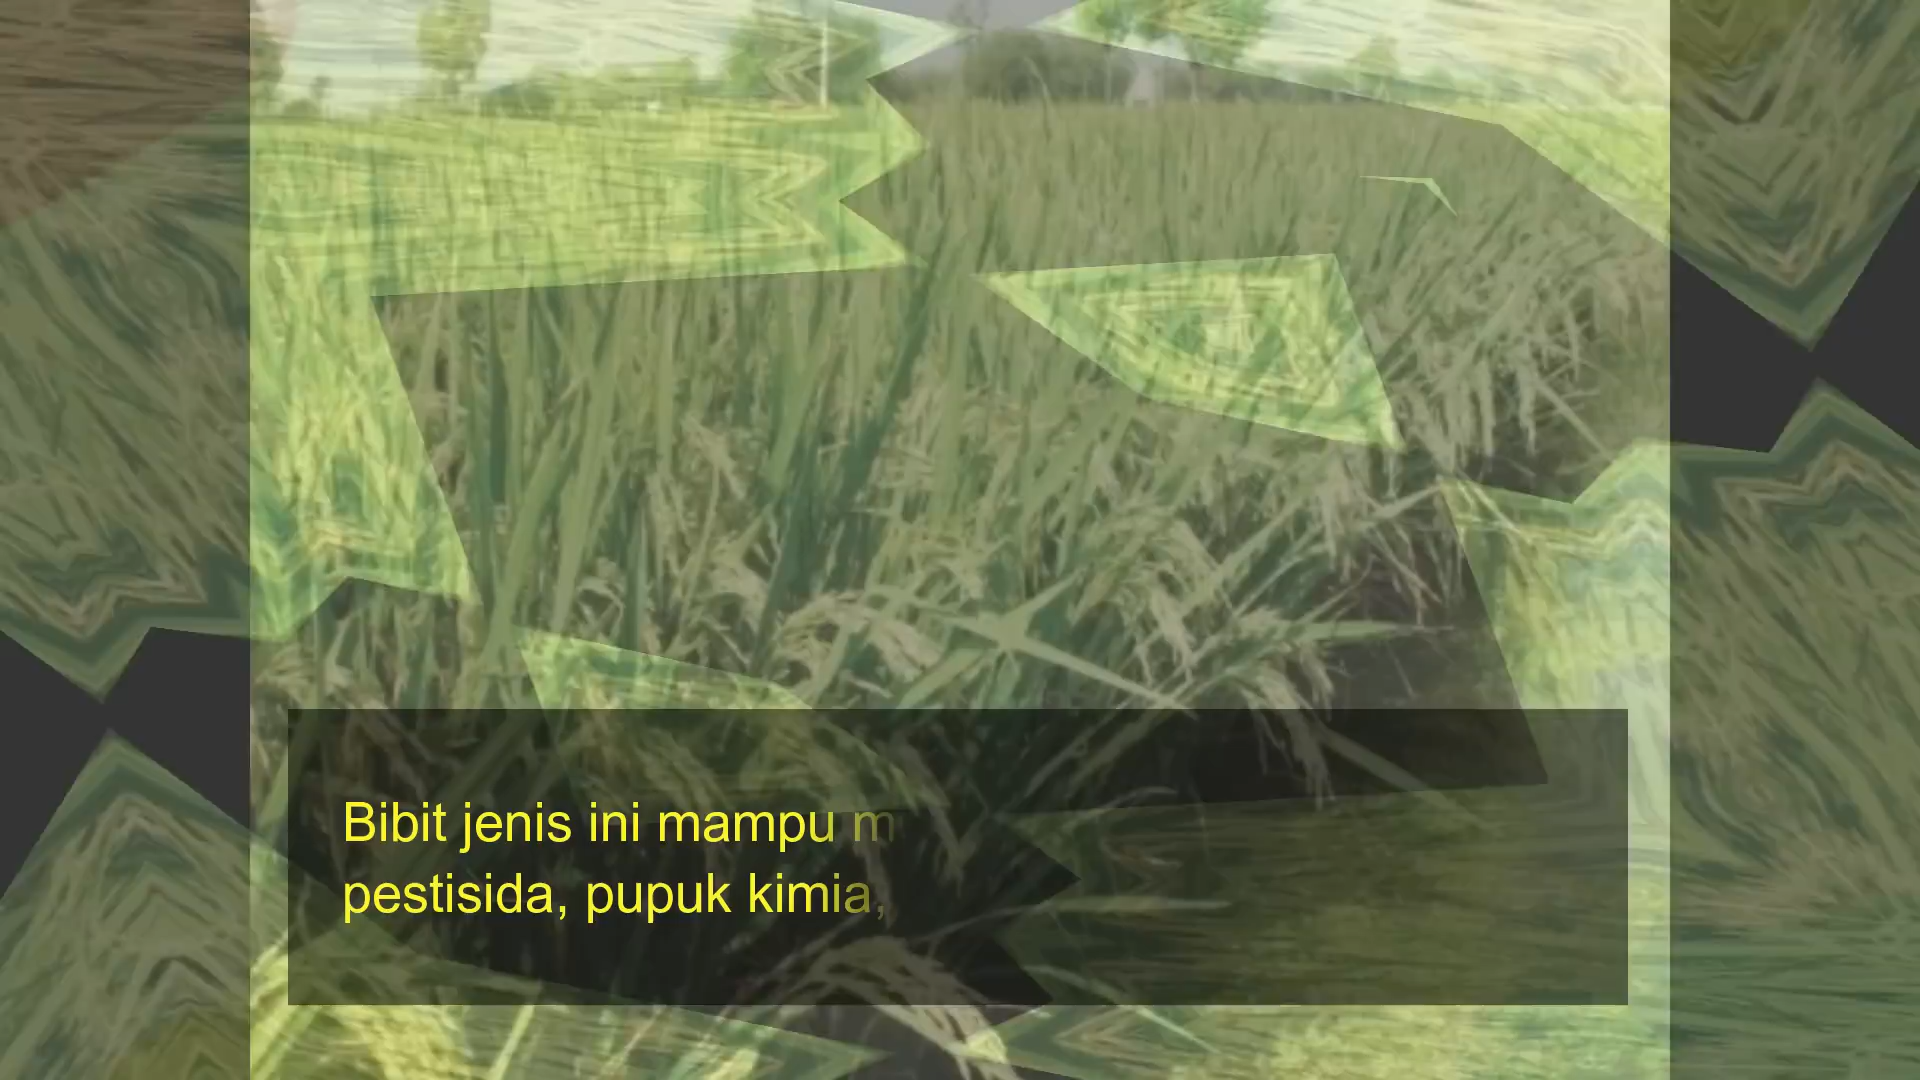 Bibit jenis ini mampu
pestisida, pupuk kimia,